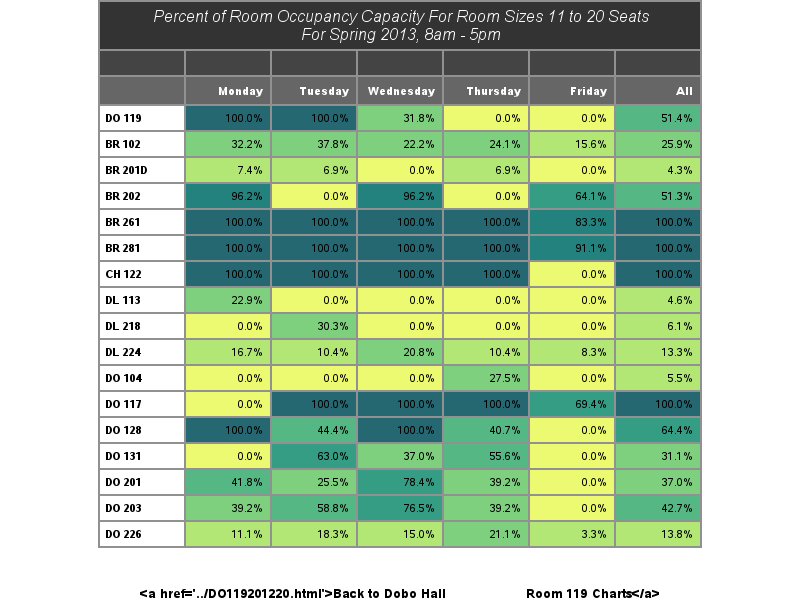 Percent of Room Occupancy Capacity For Room Sizes 11 to 20 Seats
For Spring 2013, 8am - 5pm
Monday Tuesday Wednesday Thursday Friday All
DO 119 100.0% 100.0% 31.8% 0.0% 0.0% 51.4%
BR 102 32.2% 37.8% 22.2% 24.1% 15.6% 25.9%
BR 201D 7.4% 6.9% 0.0% 6.9% 0.0% 4.3%
BR 202 96.2% 0.0% 96.2% 0.0% 64.1% 51.3%
BR 261 100.0% 100.0% 100.0% 100.0% 83.3% 100.0%
BR 281 100.0% 100.0% 100.0% 100.0% 91.1% 100.0%
CH 122 100.0% 100.0% 100.0% 100.0% 0.0% 100.0%
DL 113 22.9% 0.0% 0.0% 0.0% 0.0% 4.6%
DL 218 0.0% 30.3% 0.0% 0.0% 0.0% 6.1%
DL 224 16.7% 10.4% 20.8% 10.4% 8.3% 13.3%
DO 104 0.0% 0.0% 0.0% 27.5% 0.0% 5.5%
DO 117 0.0% 100.0% 100.0% 100.0% 69.4% 100.0%
DO 128 100.0% 44.4% 100.0% 40.7% 0.0% 64.4%
DO 131 0.0% 63.0% 37.0% 55.6% 0.0% 31.1%
DO 201 41.8% 25.5% 78.4% 39.2% 0.0% 37.0%
DO 203 39.2% 58.8% 76.5% 39.2% 0.0% 42.7%
DO 226 11.1% 18.3% 15.0% 21.1% 3.3% 13.8%
<a href='../DO119201220.html'>Back to Dobo Hall Room 119 Charts</a>